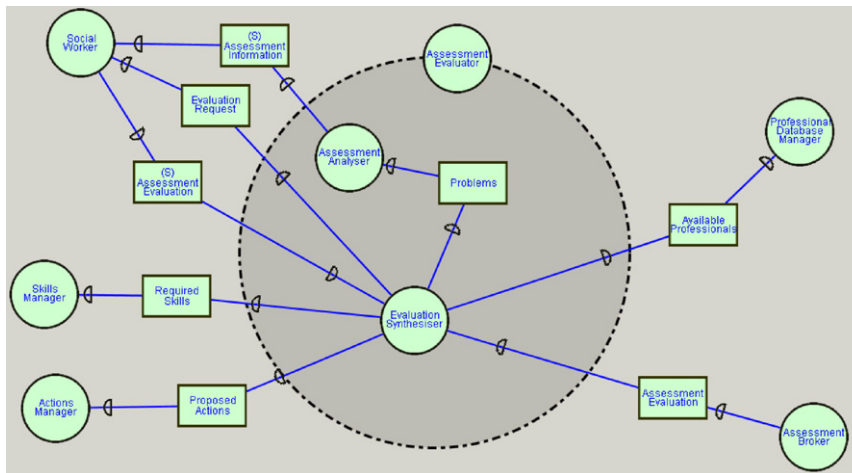 Social
Worker
(S)
Assessment
Information
Assessment
Evaluator
Evaluation
Request
Professional
Database
Manager
Assessment
Analyser
(S)
Assessment
Evaluation
Problems
Available
Professionals
Skills
Manager
Required
Skills
Evaluation
Synthesiser
Actions
Manager
Proposed
Actions
Assessment
Evaluation
Assessment
Broker